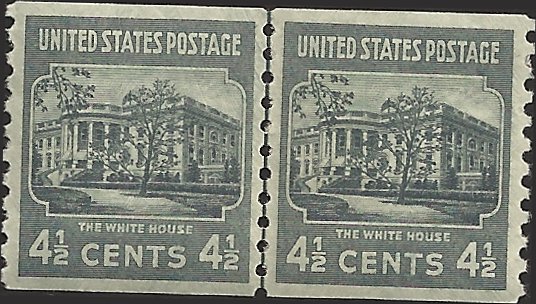 UNITED STATES POSTAGE
THE WHITE HOUSE
4½ CENTS 4½
UNITED STATES POSTAGE
THE WHITE HOUSE
4½ CENTS 4½